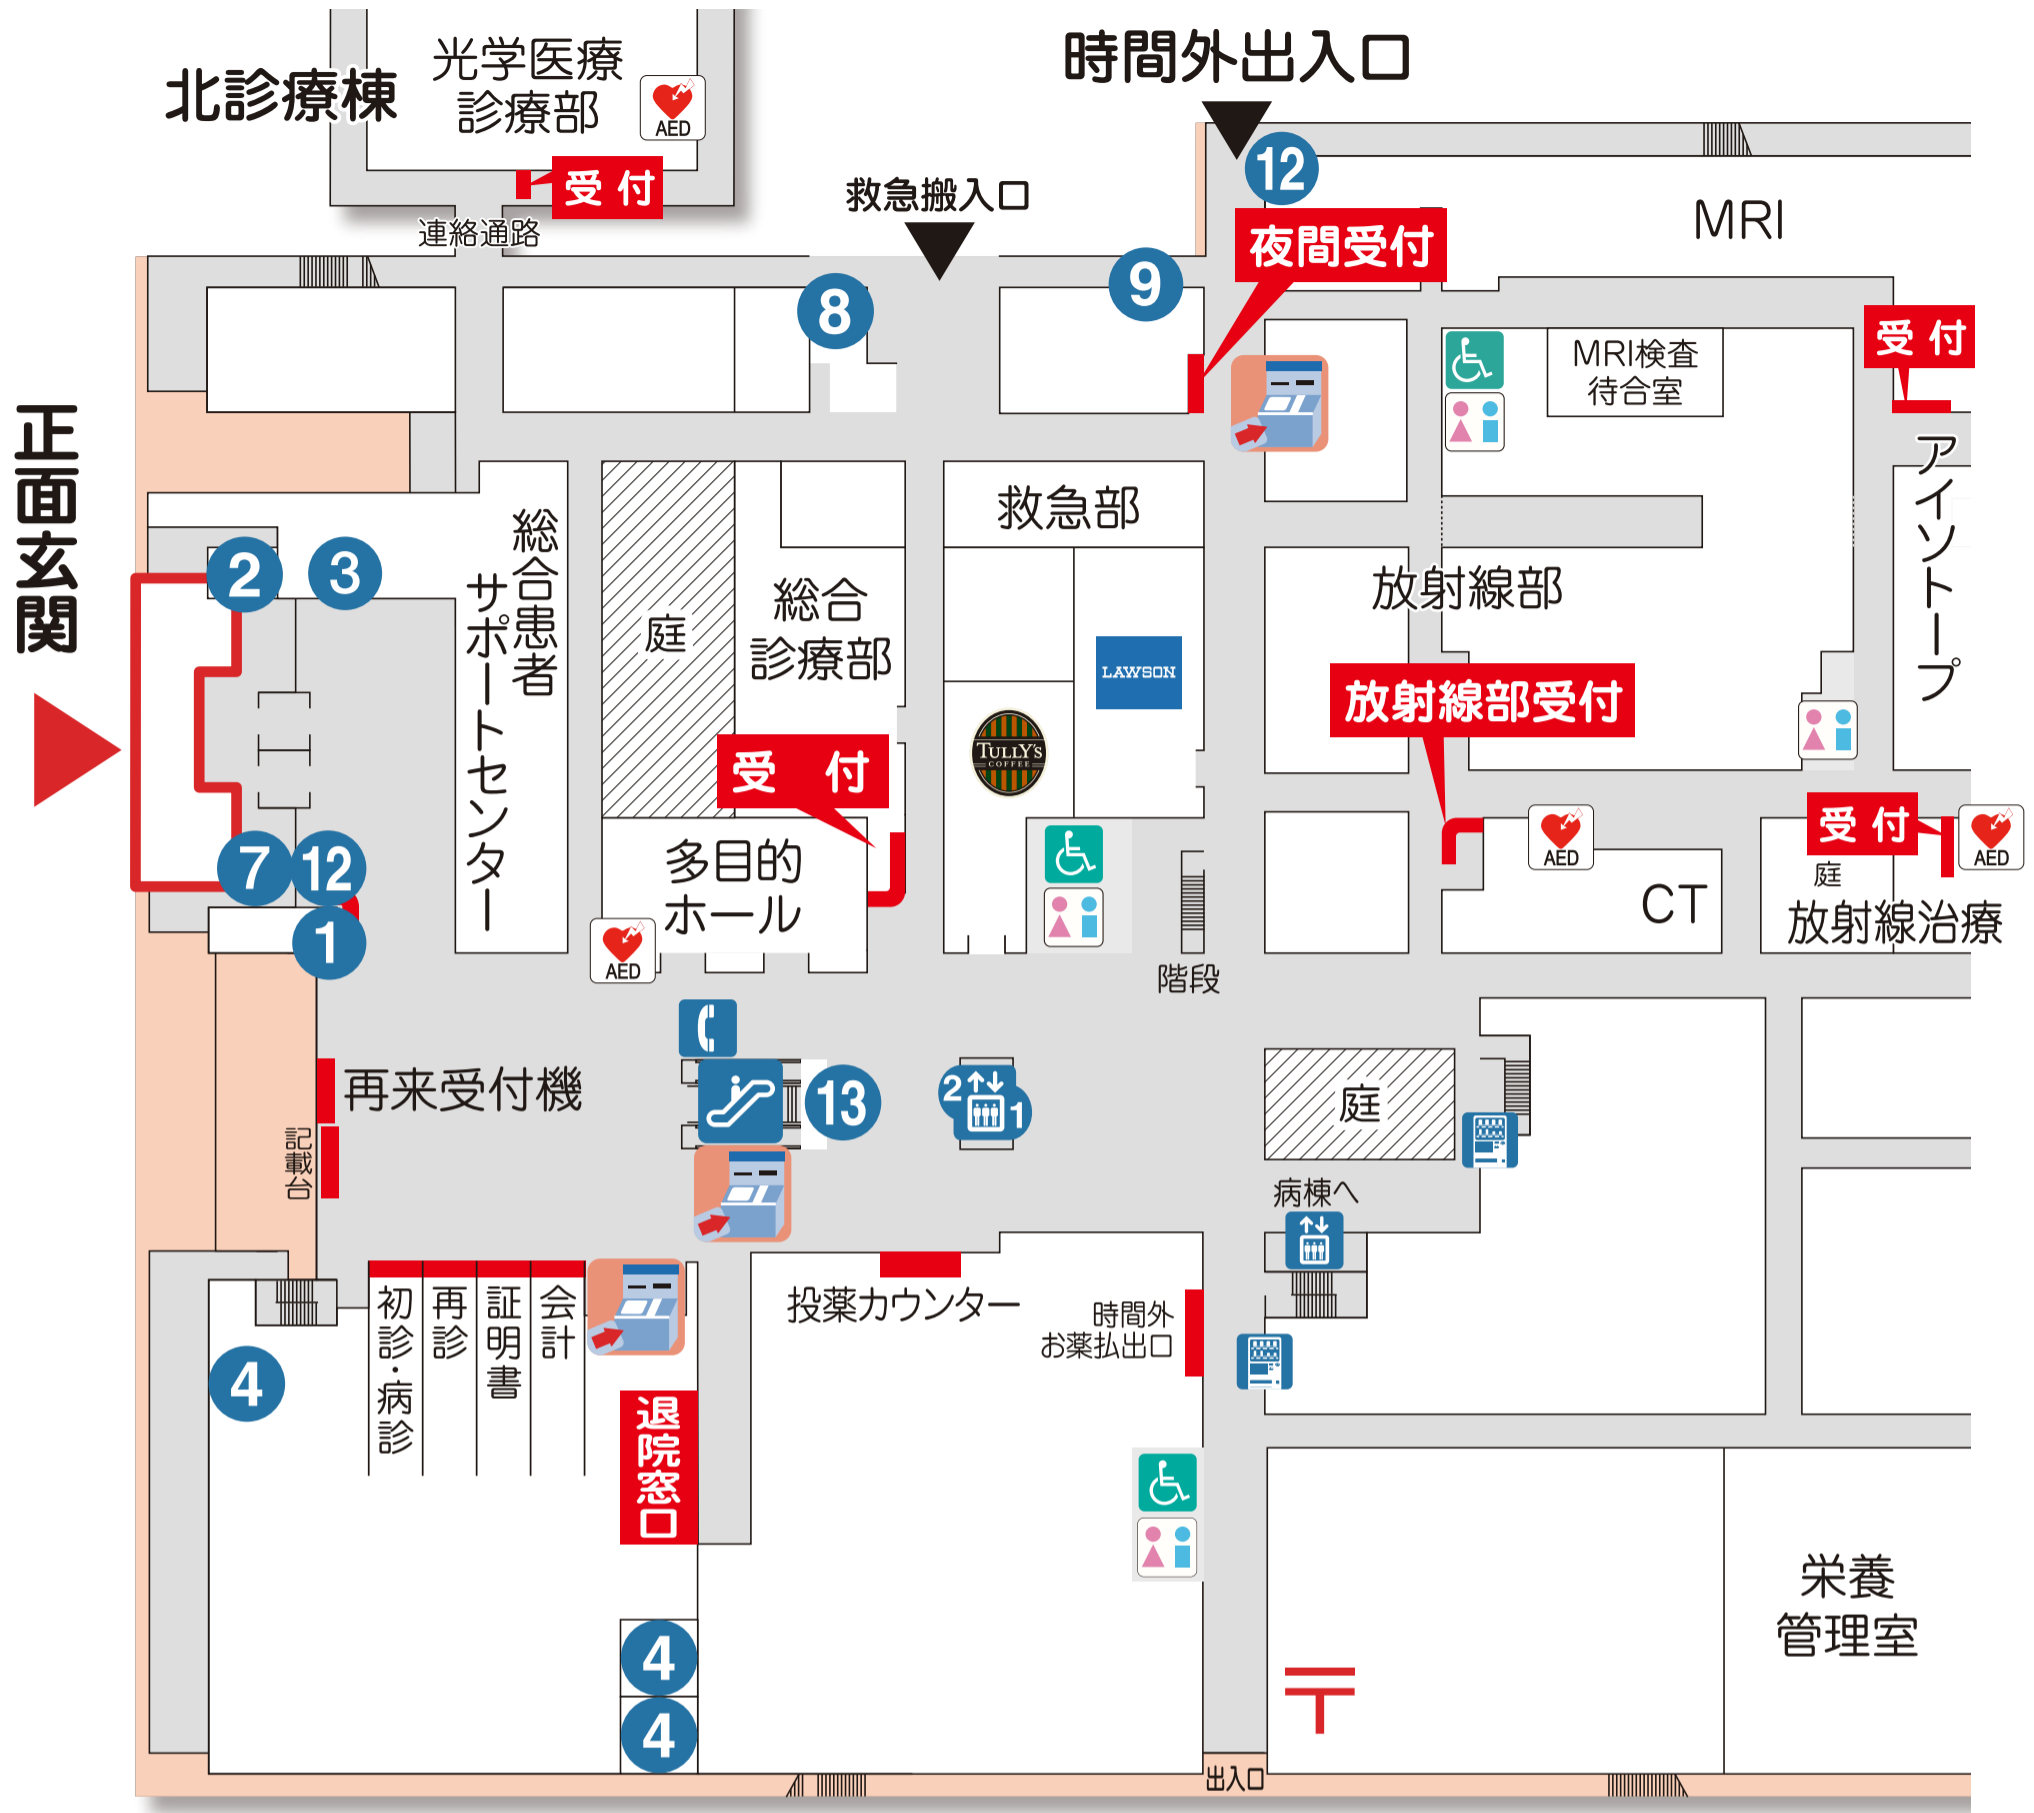 光学医療
診療部
北診療棟
AED
受付
連絡通路
時間外出入口
12
救急搬入口
夜間受付
MRI
8
9
受付
MRI検査
待合室
アイソトープ
正面玄関
総合患者
サポートセンター
2
3
庭
総合
診療部
救急部
放射線部
LAWSON
TULLY'S
COFFEE
受付
放射線部受付
多目的
ホール
AED
7
12
1
AED
CT
受付
AED
庭
放射線治療
階段
再来受付機
記載台
13
2
1
庭
病棟へ
初診・病診
再診
証明書
会計
投薬カウンター
時間外
お薬払出口
4
退院窓口
4
4
〒
栄養
管理室
出入口